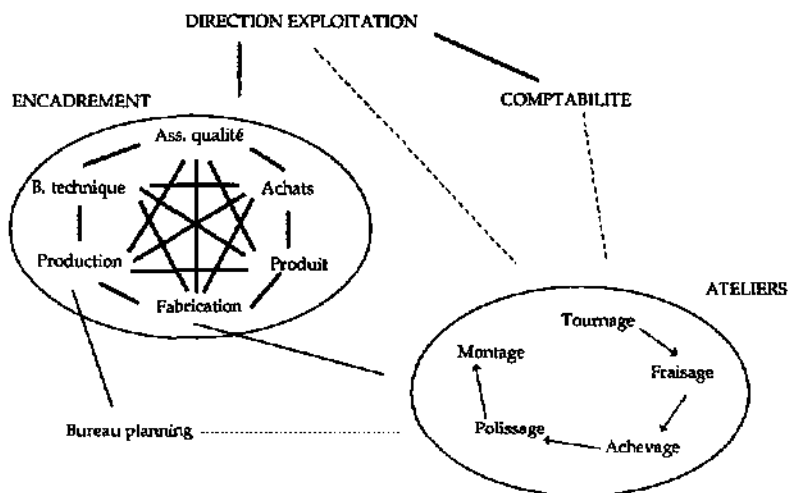 DIRECTION EXPLOITATION
ENCADREMENT
COMPTABILITE
Ass. qualité
B. technique
Achats
Production
Produit
Fabrication
ATELIERS
Tournage
Montage
Fraisage
Bureau planning
Polissage
Achevage